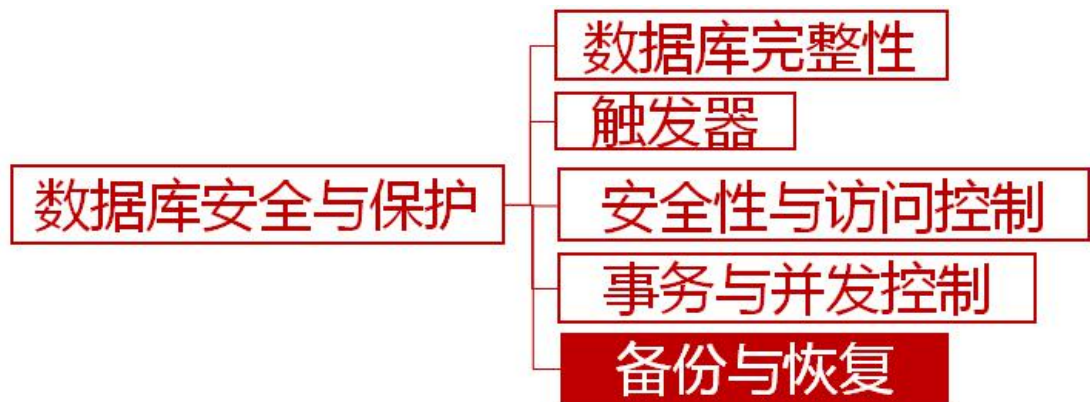 数据库完整性
触发器
数据库安全与保护
安全性与访问控制
事务与并发控制
备份与恢复